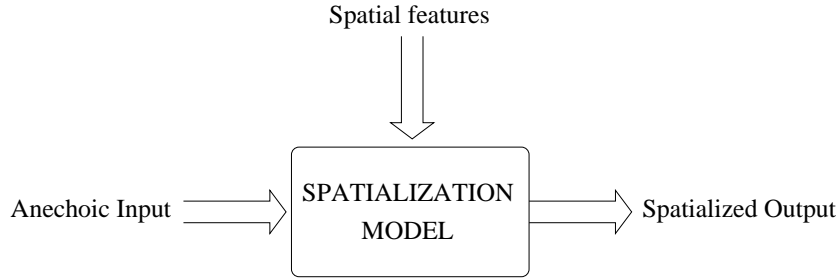 Spatial features
Anechoic Input
SPATIALIZATION
MODEL
Spatialized Output